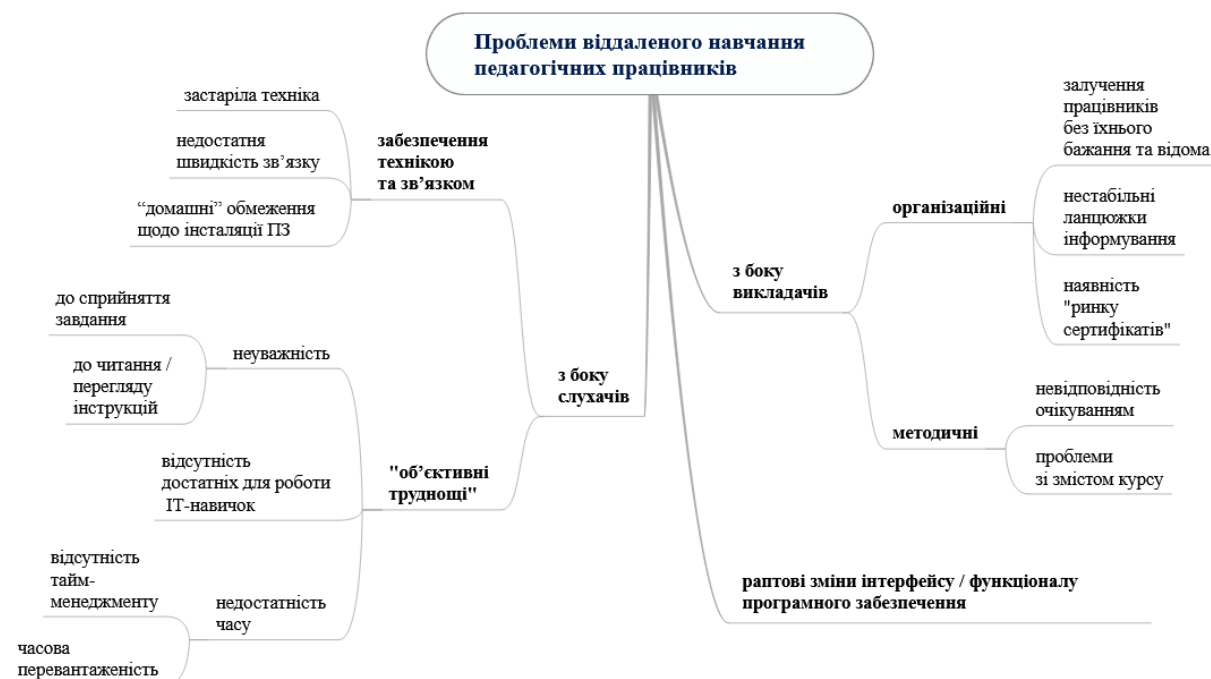 Проблеми віддаленого навчання
педагогічних працівників
застаріла техніка
недостатня
швидкість зв’язку
“домашні” обмеження
щодо інсталяції ПЗ
забезпечення
технікою
та зв’язком
до сприйняття
завдання
до читання /
перегляду
інструкцій
неуважність
відсутність
достатніх для роботи
ІТ-навичок
відсутність
тайм-
менеджменту
часова
перевантаженість
недостатність
часу
"об’єктивні
труднощі"
з боку
слухачів
з боку
викладачів
організаційні
залучення
працівників
без їхнього
бажання та відома
нестабільні
ланцюжки
інформування
наявність
"ринку
сертифікатів"
методичні
невідповідність
очікуванням
проблеми
зі змістом курсу
раптові зміни інтерфейсу / функціоналу
програмного забезпечення